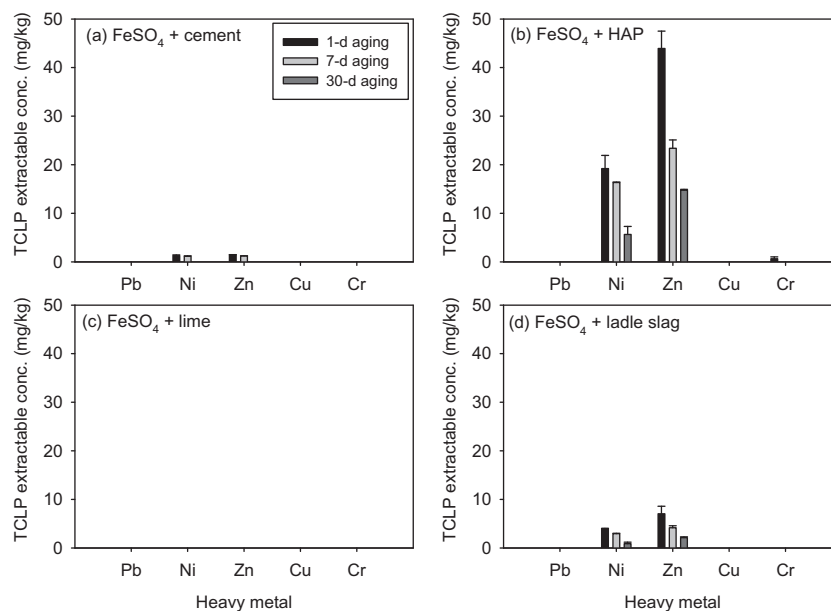 (a) FeSO4 + cement
1-d aging
7-d aging
30-d aging
TCLP extractable conc. (mg/kg)
50
40
30
20
10
0
Pb Ni Zn Cu Cr
(b) FeSO4 + HAP
TCLP extractable conc. (mg/kg)
50
40
30
20
10
0
Pb Ni Zn Cu Cr
(c) FeSO4 + lime
TCLP extractable conc. (mg/kg)
50
40
30
20
10
0
Pb Ni Zn Cu Cr
Heavy metal
(d) FeSO4 + ladle slag
TCLP extractable conc. (mg/kg)
50
40
30
20
10
0
Pb Ni Zn Cu Cr
Heavy metal